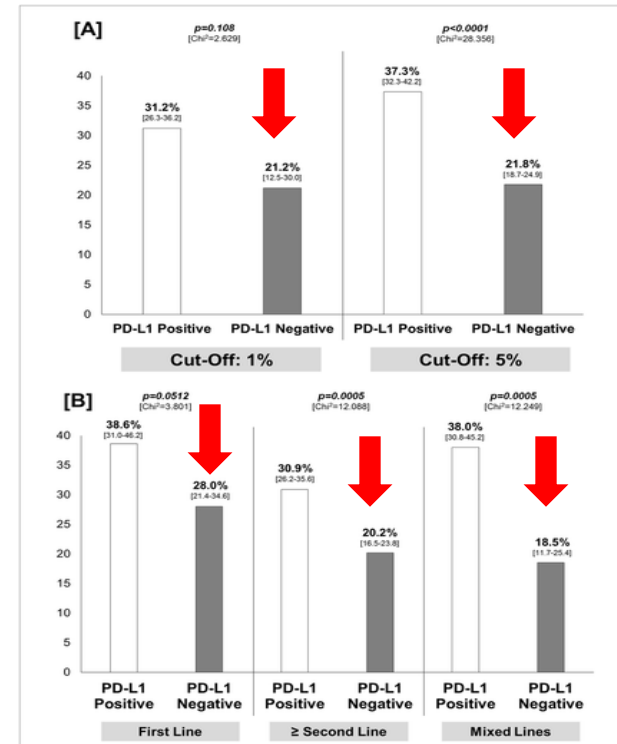 [A]
p=0.108
[Chi²=2.629]
p<0.0001
[Chi²=28.356]
40
35
30
25
20
15
10
5
0
31.2%
[26.3-36.2]
21.2%
[12.5-30.0]
37.3%
[32.3-42.2]
21.8%
[18.7-24.9]
PD-L1 Positive PD-L1 Negative PD-L1 Positive PD-L1 Negative
Cut-Off: 1%
Cut-Off: 5%
[B]
p=0.0512
[Chi²=3.801]
p=0.0005
[Chi²=12.088]
p=0.0005
[Chi²=12.249]
40
35
30
25
20
15
10
5
0
38.6%
[31.0-46.2]
28.0%
[21.4-34.6]
30.9%
[26.2-35.6]
20.2%
[16.5-23.8]
38.0%
[30.8-45.2]
18.5%
[11.7-25.4]
PD-L1 PD-L1 PD-L1 PD-L1 PD-L1 PD-L1
Positive Negative Positive Negative Positive Negative
First Line
≥ Second Line
Mixed Lines